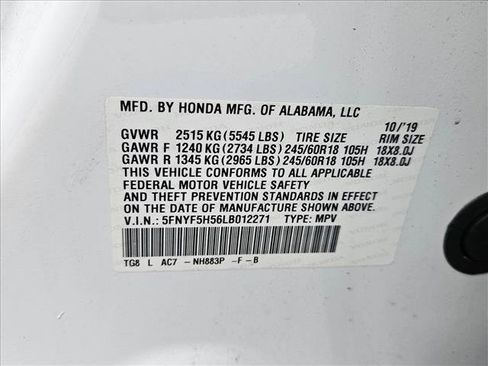 MFD. BY HONDA MFG. OF ALABAMA, LLC
10/'19
GVWR 2515 KG (5545 LBS) TIRE SIZE RIM SIZE
GAWR F 1240 KG (2734 LBS) 245/60R18 105H 18X8.0J
GAWR R 1345 KG (2965 LBS) 245/60R18 105H 18X8.0J
THIS VEHICLE CONFORMS TO ALL APPLICABLE
FEDERAL MOTOR VEHICLE SAFETY
AND THEFT PREVENTION STANDARDS IN EFFECT
ON THE DATE OF MANUFACTURE SHOWN ABOVE.
V.I.N.: 5FNYF5H56LB012271 TYPE: MPV
TG8 L AC7 -NH883P -F-B